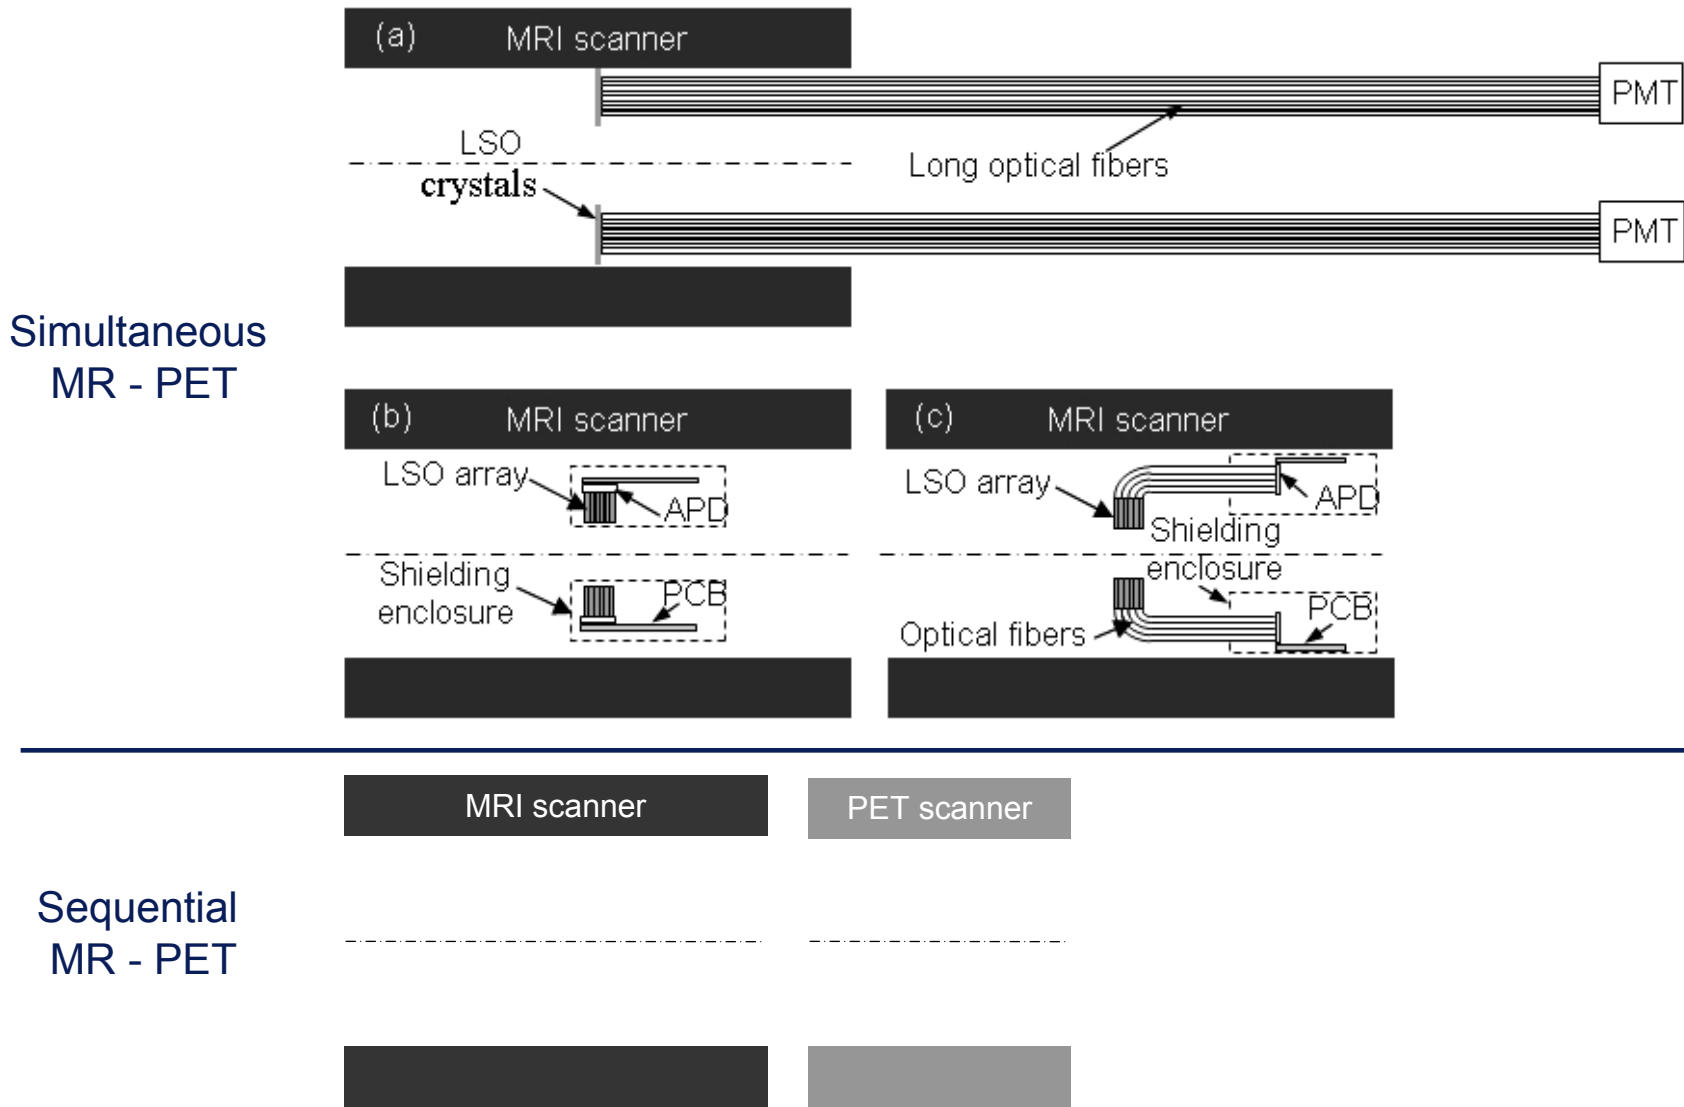 (a) MRI scanner
PMT
LSO
crystals
Long optical fibers
PMT
Simultaneous
MR - PET
(b) MRI scanner
LSO array
APD
Shielding
enclosure
PCB
(c) MRI scanner
LSO array
APD
Shielding
enclosure
PCB
Optical fibers
MRI scanner
PET scanner
Sequential
MR - PET